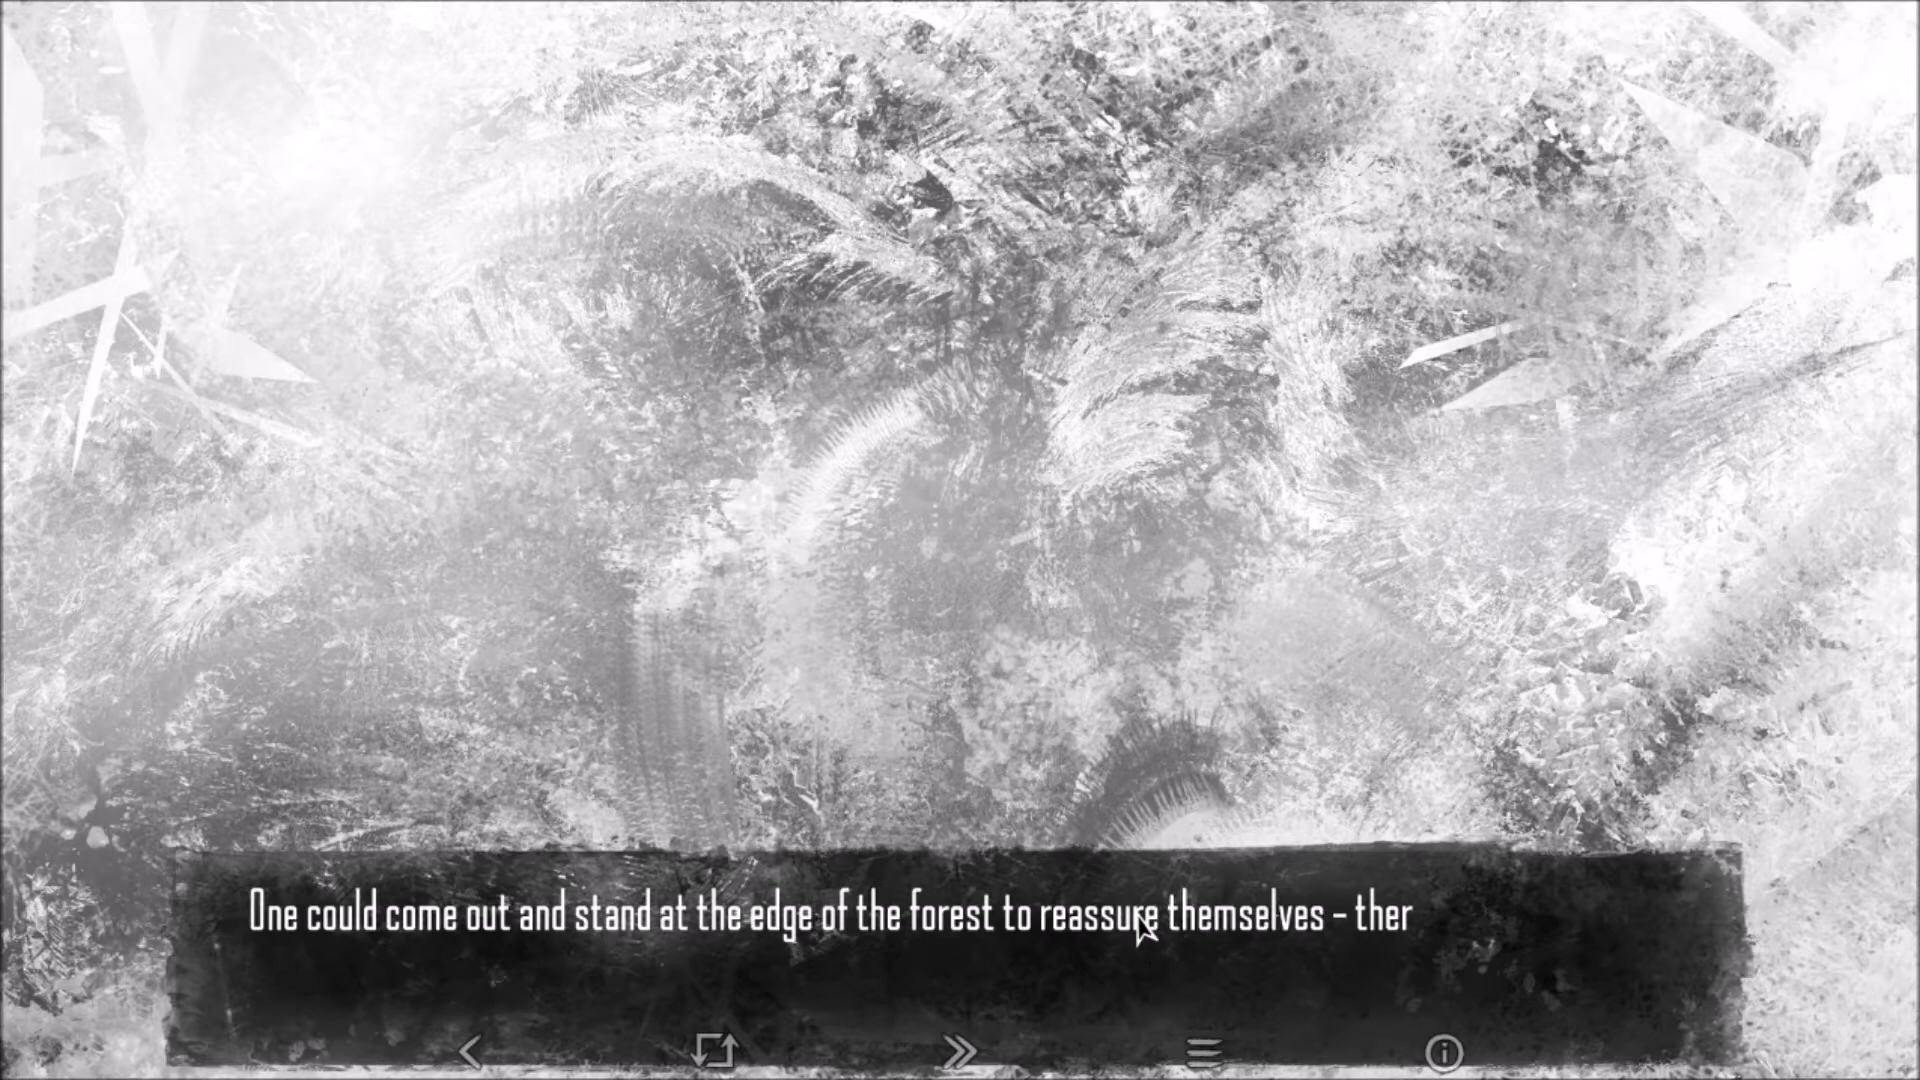 One could come out and stand at the edge of the forest to reassure themselves – ther